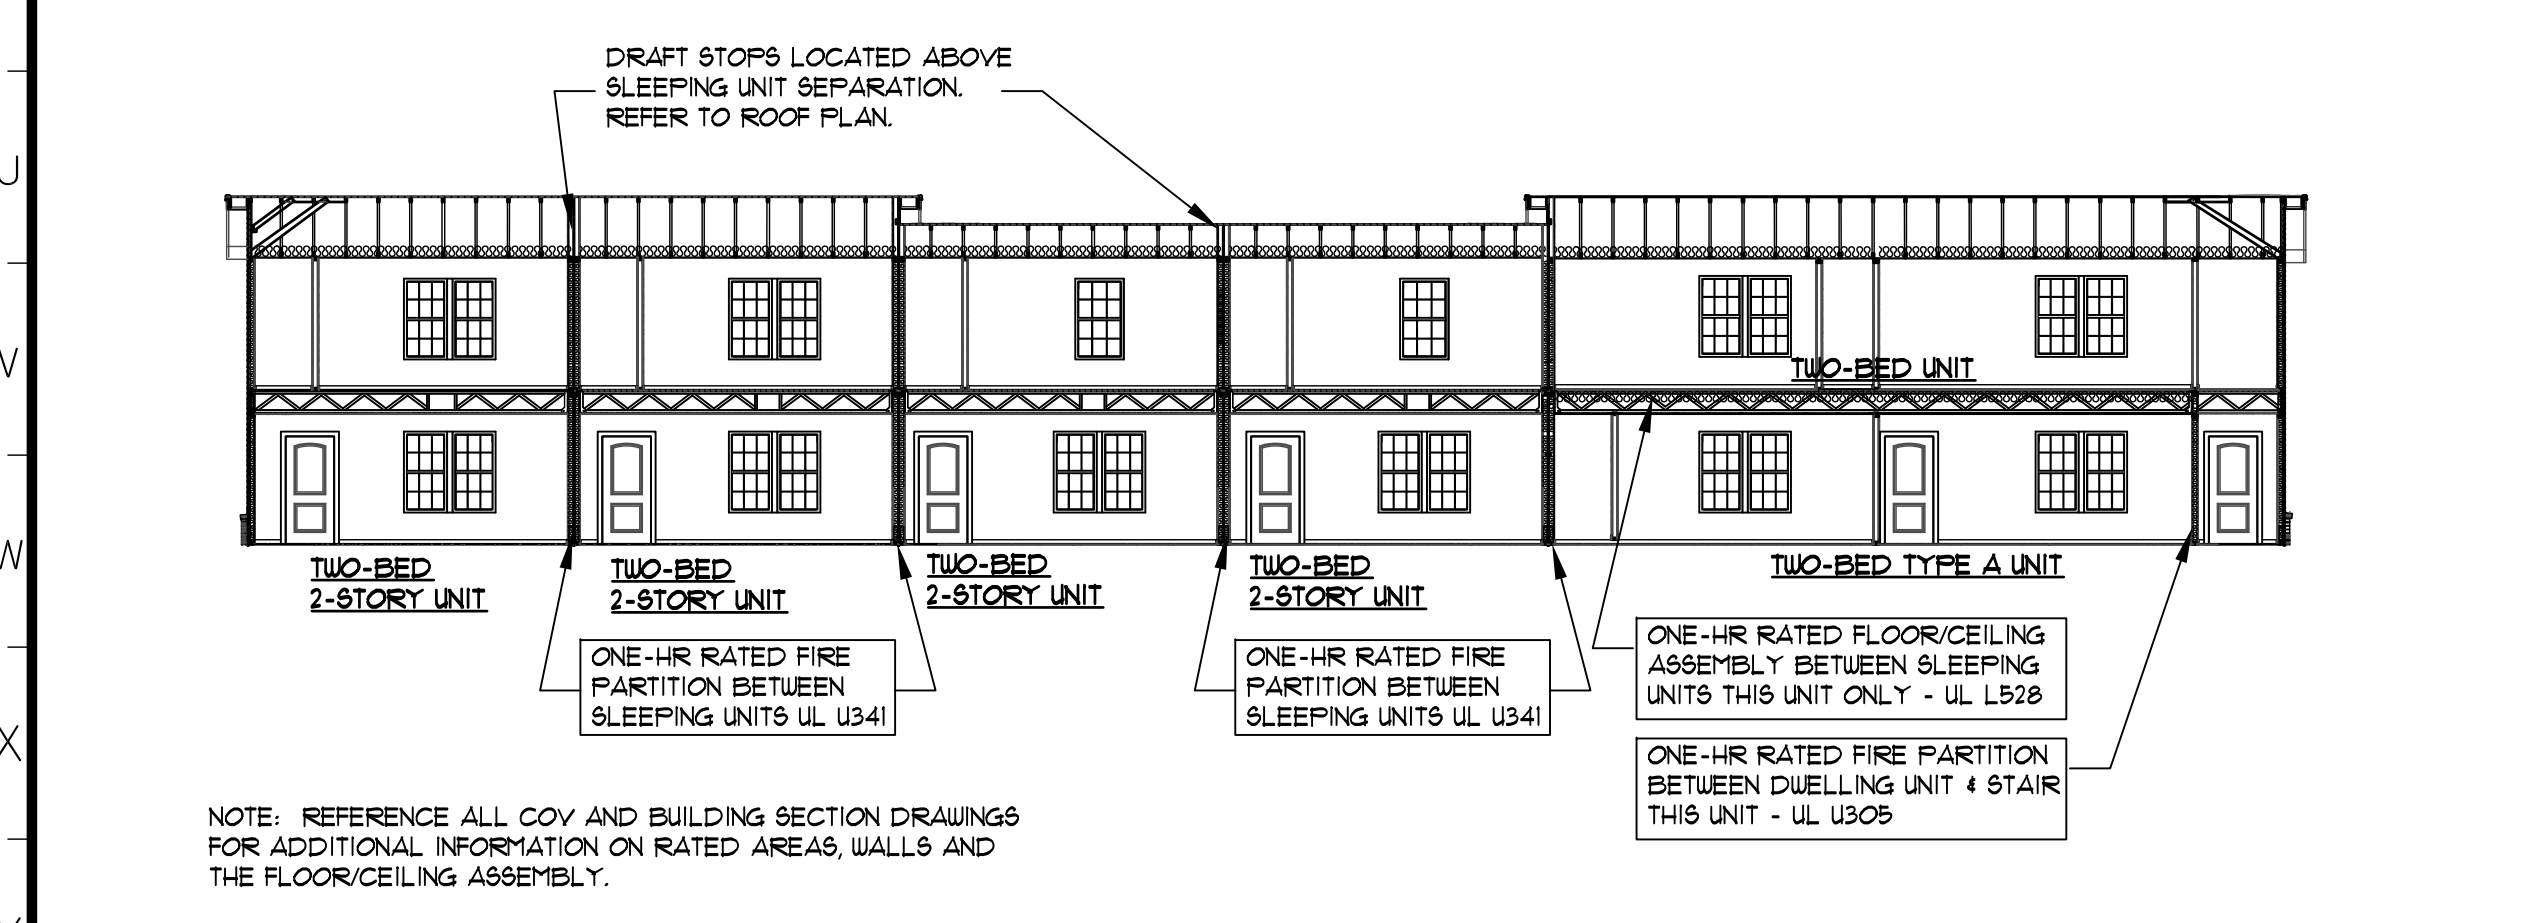 DRAFT STOPS LOCATED ABOVE
SLEEPING UNIT SEPARATION.
REFER TO ROOF PLAN.
U
V
W
X
TWO-BED UNIT
TWO-BED
2-STORY UNIT
TWO-BED
2-STORY UNIT
TWO-BED
2-STORY UNIT
TWO-BED
2-STORY UNIT
TWO-BED TYPE A UNIT
ONE-HR RATED FIRE
PARTITION BETWEEN
SLEEPING UNITS UL U341
ONE-HR RATED FIRE
PARTITION BETWEEN
SLEEPING UNITS UL U341
ONE-HR RATED FLOOR/CEILING
ASSEMBLY BETWEEN SLEEPING
UNITS THIS UNIT ONLY - UL L528
ONE-HR RATED FIRE PARTITION
BETWEEN DWELLING UNIT & STAIR
THIS UNIT - UL U305
NOTE: REFERENCE ALL COV AND BUILDING SECTION DRAWINGS
FOR ADDITIONAL INFORMATION ON RATED AREAS, WALLS AND
THE FLOOR/CEILING ASSEMBLY.